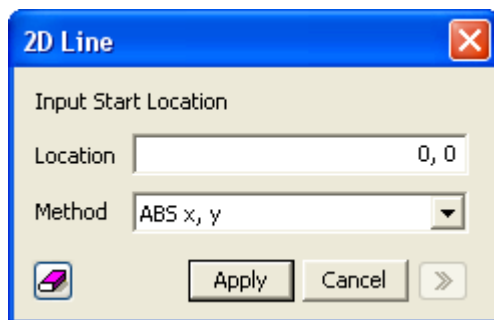 2D Line
Input Start Location
Location 0, 0
Method ABS x, y
Apply Cancel